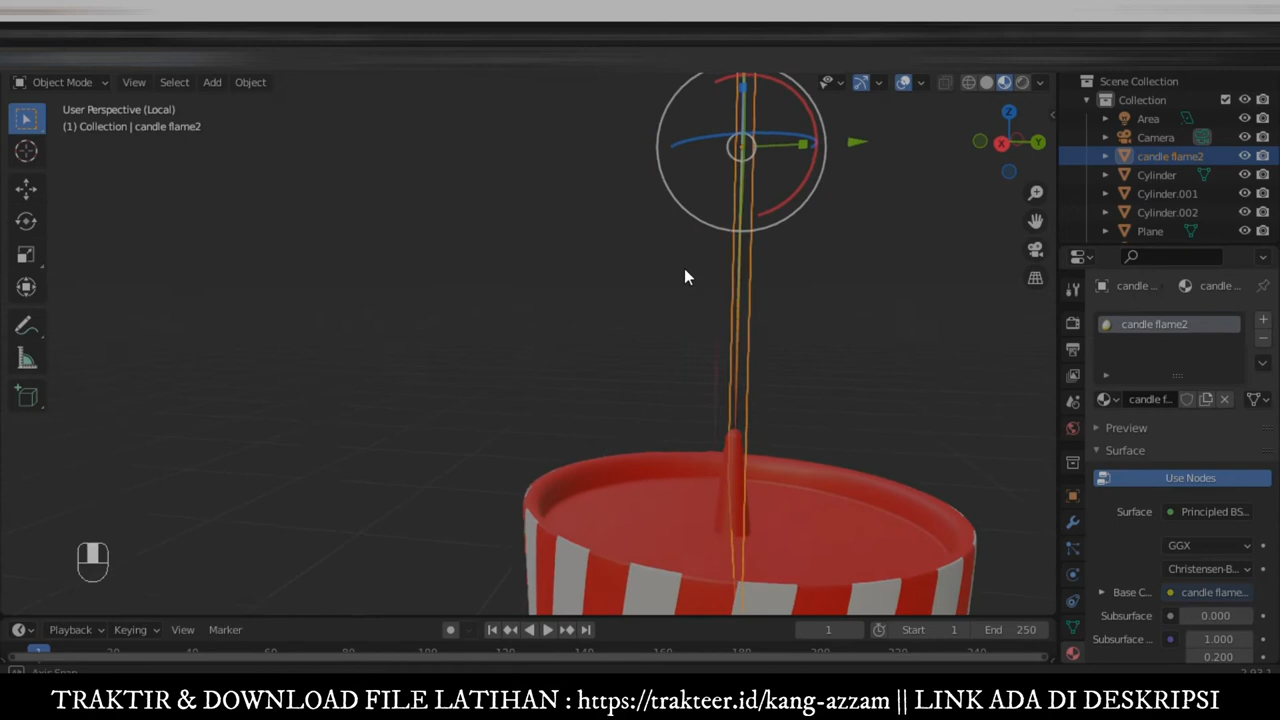 Object Mode View Select Add Object
User Perspective (Local)
(1) Collection | candle flame2
Z
X Y
Scene Collection
Collection
Area
Camera
candle flame2
Cylinder
Cylinder.001
Cylinder.002
Plane
candle ... candle ...
candle flame2
candle f...
Preview
Surface
Use Nodes
Surface Principled BS...
GGX
Christensen-B...
Base C... candle flame...
Subsurface 0.000
Subsurface ... 1.000
0.200
Playback Keying View Marker
1 Start 1 End 250
TRAKTIR & DOWNLOAD FILE LATIHAN : https://trakteer.id/kang-azzam || LINK ADA DI DESKRIPSI